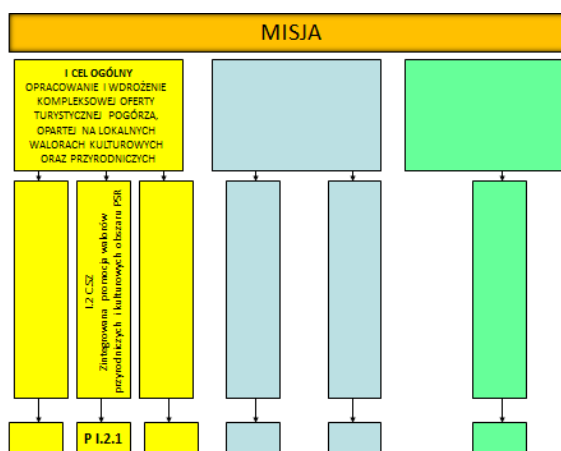 MISJA
I CEL OGÓLNY
OPRACOWANIE I WDROŻENIE
KOMPLEKSOWEJ OFERTY
TURYSTYCZNEJ POGÓRZA,
OPARTEJ NA LOKALNYCH
WALORACH KULTUROWYCH
ORAZ PRZYRODNICZYCH
I.2 CSZ
Zintegrowana promocja walorów
przyrodniczych i kulturowych obszaru PSR
P I.2.1